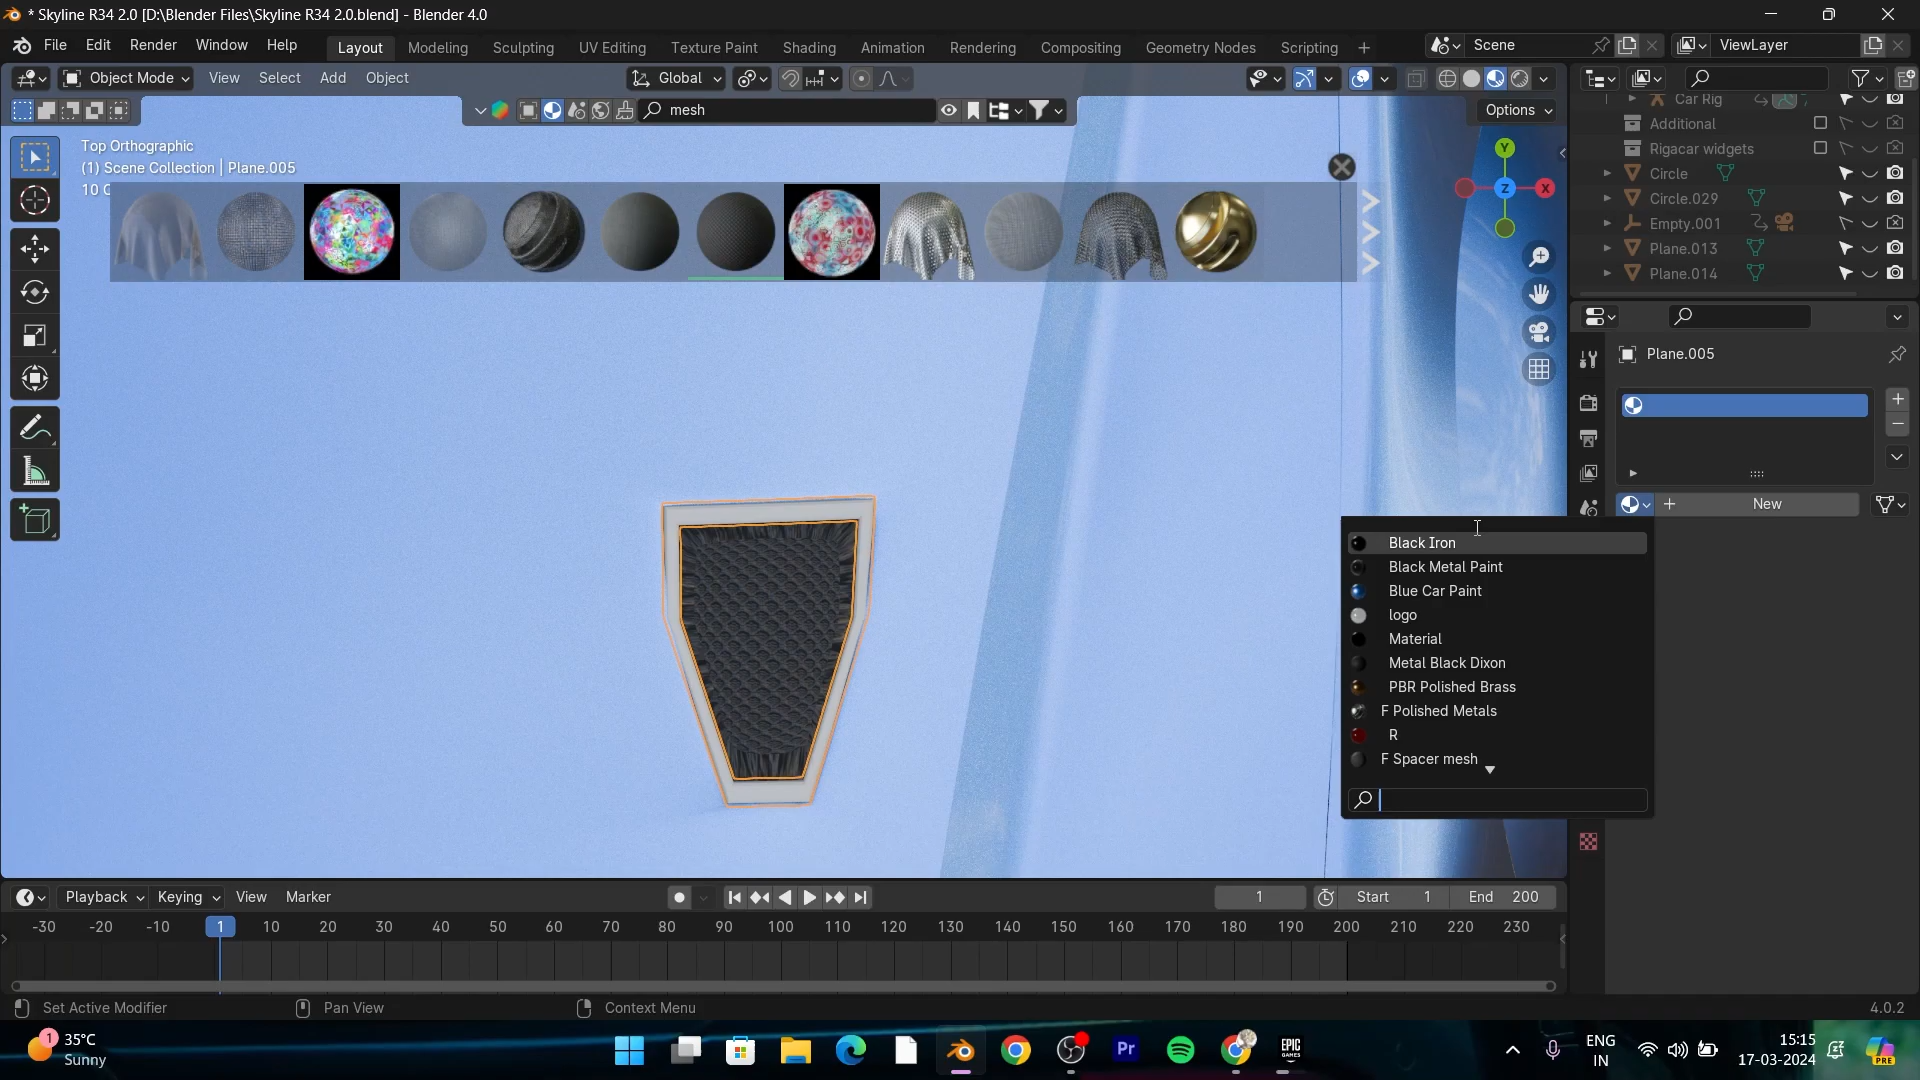 * Skyline R34 2.0 [D:\Blender Files\Skyline R34 2.0.blend] - Blender 4.0
File Edit Render Window Help
Layout Modeling Sculpting UV Editing Texture Paint Shading Animation Rendering Compositing Geometry Nodes Scripting +
Scene
ViewLayer
Object Mode View Select Add Object
Global
mesh
Options
Top Orthographic
(1) Scene Collection | Plane.005
10 C
Y
Z
X
Car Rig
Additional
Rigacar widgets
Circle
Circle.029
Empty.001
Plane.013
Plane.014
Plane.005
New
Black Iron
Black Metal Paint
Blue Car Paint
logo
Material
Metal Black Dixon
PBR Polished Brass
F Polished Metals
R
F Spacer mesh
Playback Keying View Marker
1
Start 1
End 200
-30 -20 -10 1 10 20 30 40 50 60 70 80 90 100 110 120 130 140 150 160 170 180 190 200 210 220 230
Set Active Modifier
Pan View
Context Menu
4.0.2
1
35°C
Sunny
Pr
EPIC
GAMES
ENG
IN
15:15
17-03-2024
PRE